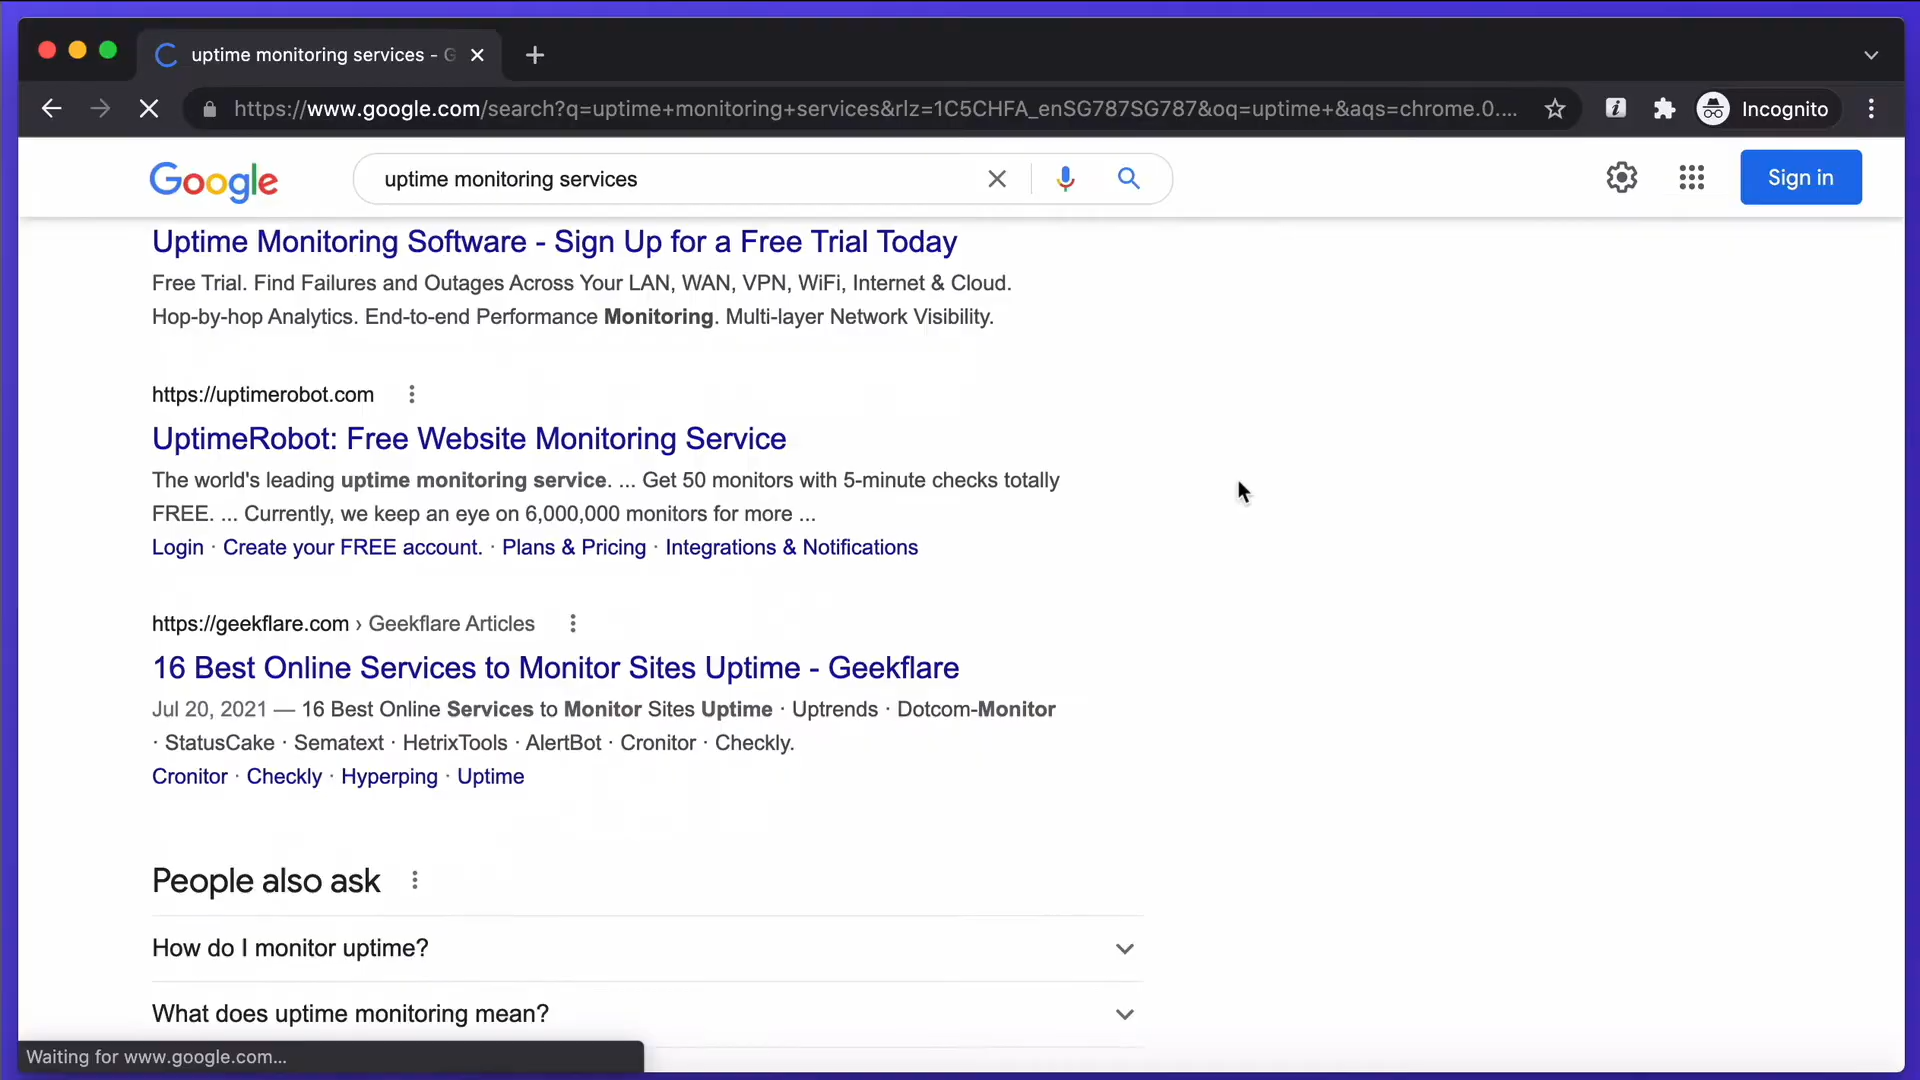 uptime monitoring services - G
https://www.google.com/search?q=uptime+monitoring+services&rlz=1C5CHFA_enSG787SG787&oq=uptime+&aqs=chrome.0....
Incognito
Google
uptime monitoring services
Sign in
Uptime Monitoring Software - Sign Up for a Free Trial Today
Free Trial. Find Failures and Outages Across Your LAN, WAN, VPN, WiFi, Internet & Cloud.
Hop-by-hop Analytics. End-to-end Performance Monitoring. Multi-layer Network Visibility.
https://uptimerobot.com
UptimeRobot: Free Website Monitoring Service
The world's leading uptime monitoring service. ... Get 50 monitors with 5-minute checks totally
FREE. ... Currently, we keep an eye on 6,000,000 monitors for more ...
Login · Create your FREE account. · Plans & Pricing · Integrations & Notifications
https://geekflare.com › Geekflare Articles
16 Best Online Services to Monitor Sites Uptime - Geekflare
Jul 20, 2021 — 16 Best Online Services to Monitor Sites Uptime · Uptrends · Dotcom-Monitor
· StatusCake · Sematext · HetrixTools · AlertBot · Cronitor · Checkly.
Cronitor · Checkly · Hyperping · Uptime
People also ask
How do I monitor uptime?
What does uptime monitoring mean?
Waiting for www.google.com...